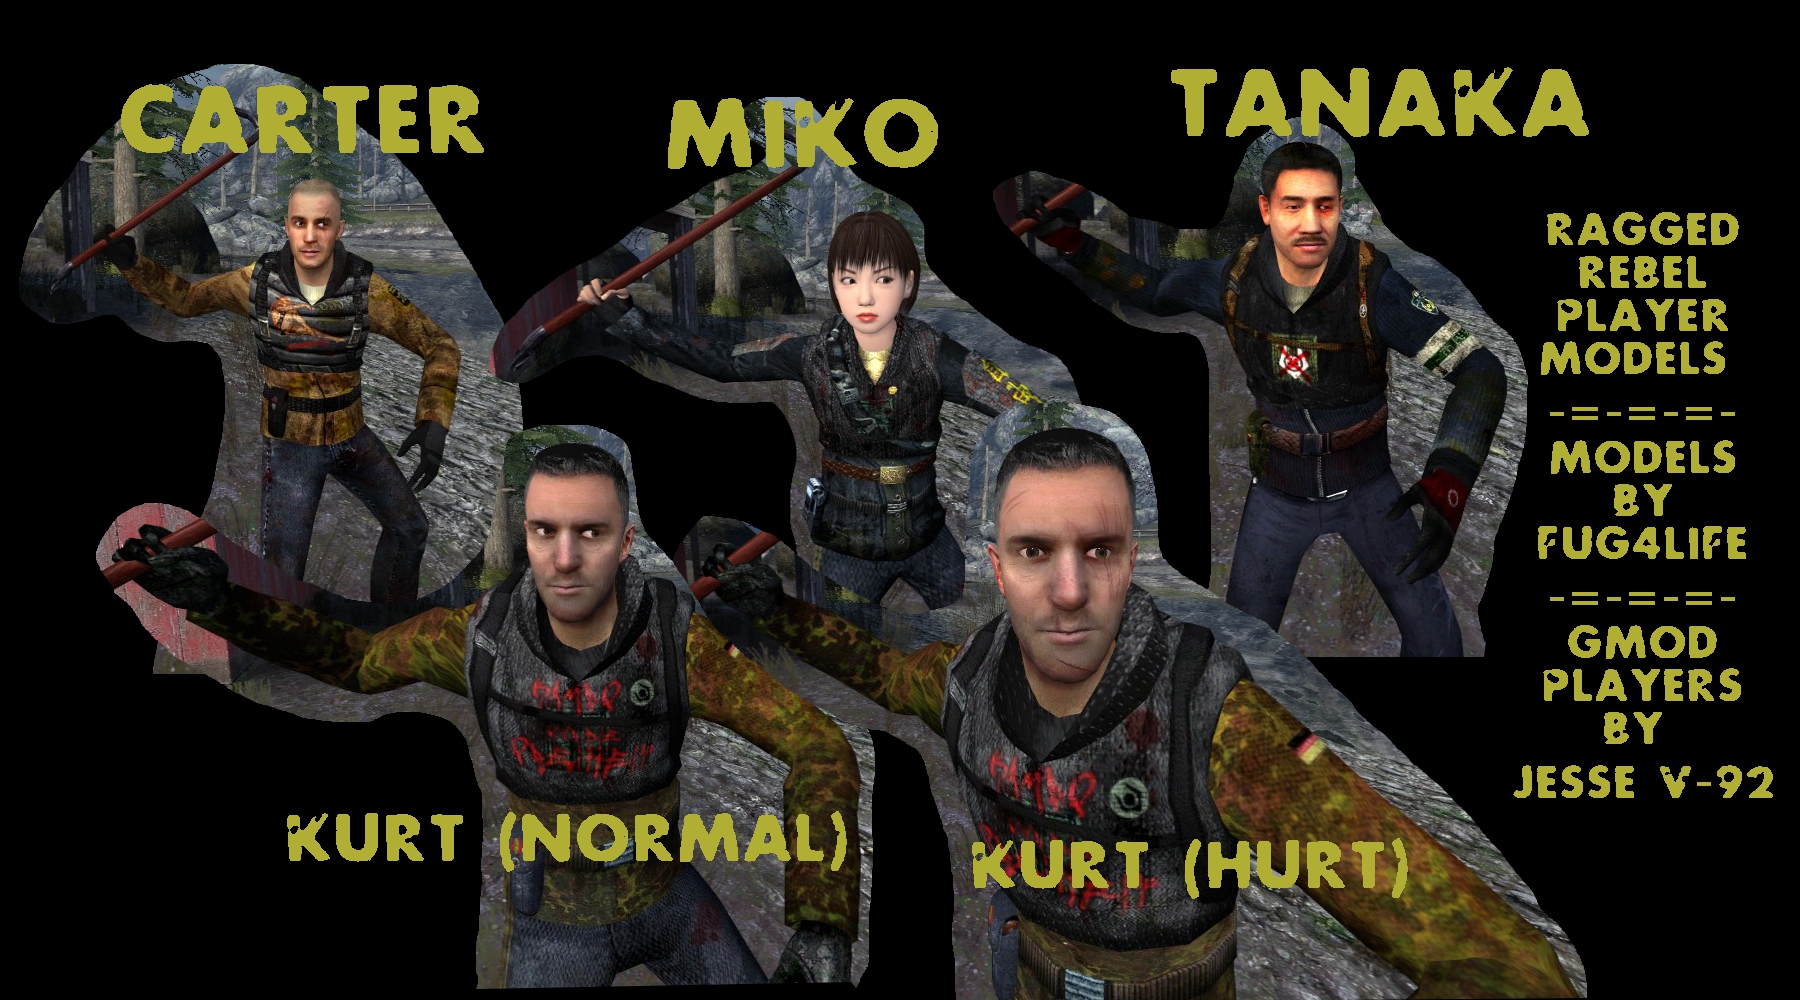 CARTER
MIKO
TANAKA
RAGGED
REBEL
PLAYER
MODELS
-=-=-=-
MODELS
BY
FUG4LIFE
-=-=-=-
GMOD
PLAYERS
BY
JESSE V-92
KURT (NORMAL)
KURT (HURT)